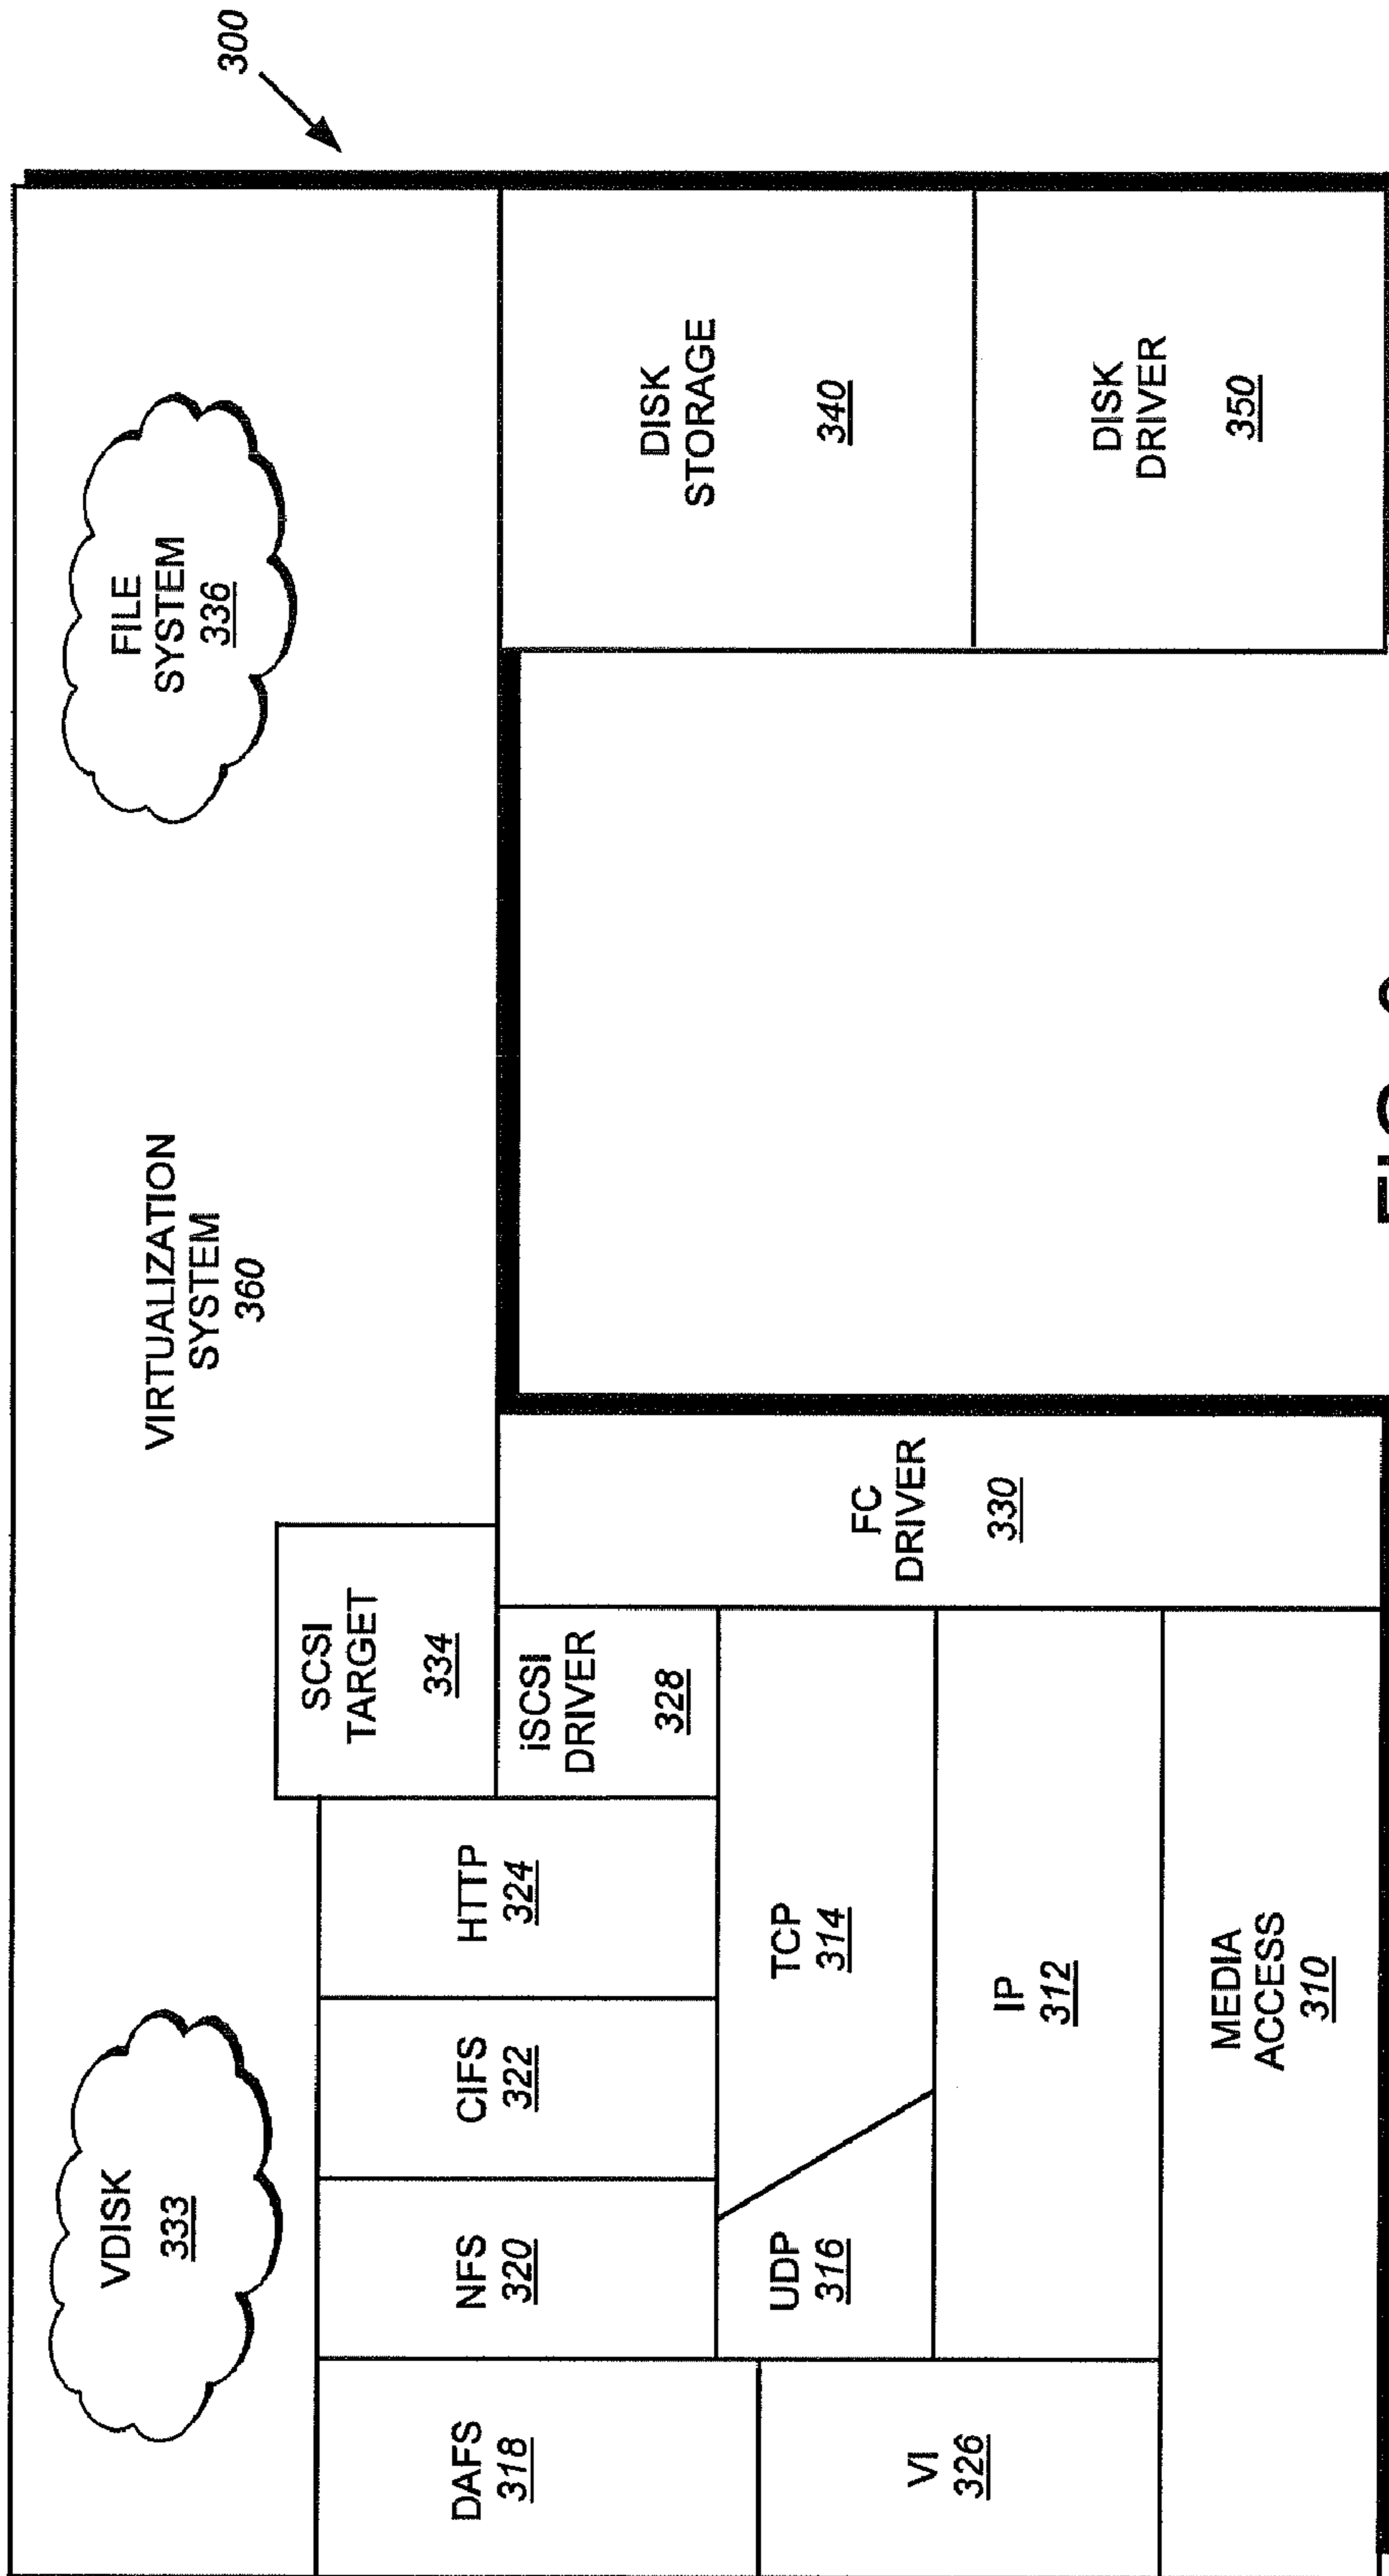 300
VIRTUALIZATION
SYSTEM
360
VDISK
333
FILE
SYSTEM
336
SCSI
TARGET
334
DAFS
318
NFS
320
CIFS
322
HTTP
324
iSCSI
DRIVER
328
FC
DRIVER
330
DISK
STORAGE
340
UDP
316
TCP
314
VI
326
IP
312
MEDIA
ACCESS
310
DISK
DRIVER
350